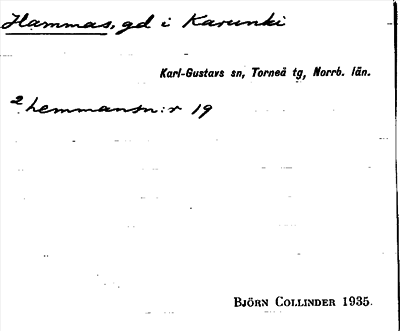 Hammas, gd i Karunki
Karl-Gustavs sn, Torneå tg, Norrb. län.
2 hemmansn:r 19
BJÖRN COLLINDER 1935.